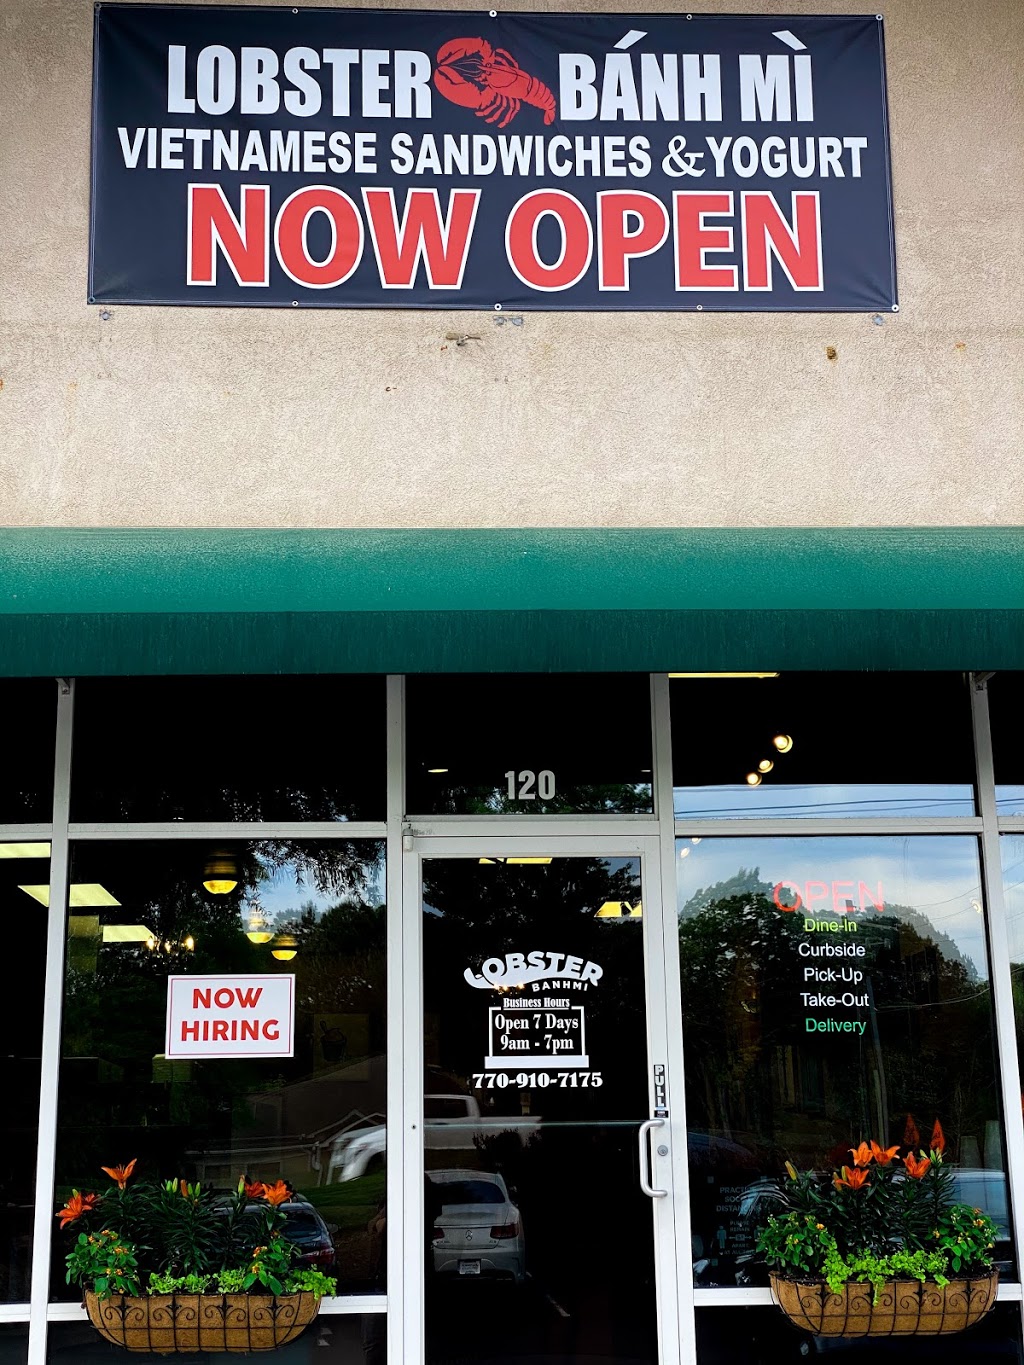 LOBSTER BÁNH MÌ
VIETNAMESE SANDWICHES & YOGURT
NOW OPEN
120
OPEN
Dine-In
Curbside
Pick-Up
Take-Out
Delivery
NOW
HIRING
LOBSTER
BANHMI
Business Hours
Open 7 Days
9am - 7pm
770-910-7175
PULL